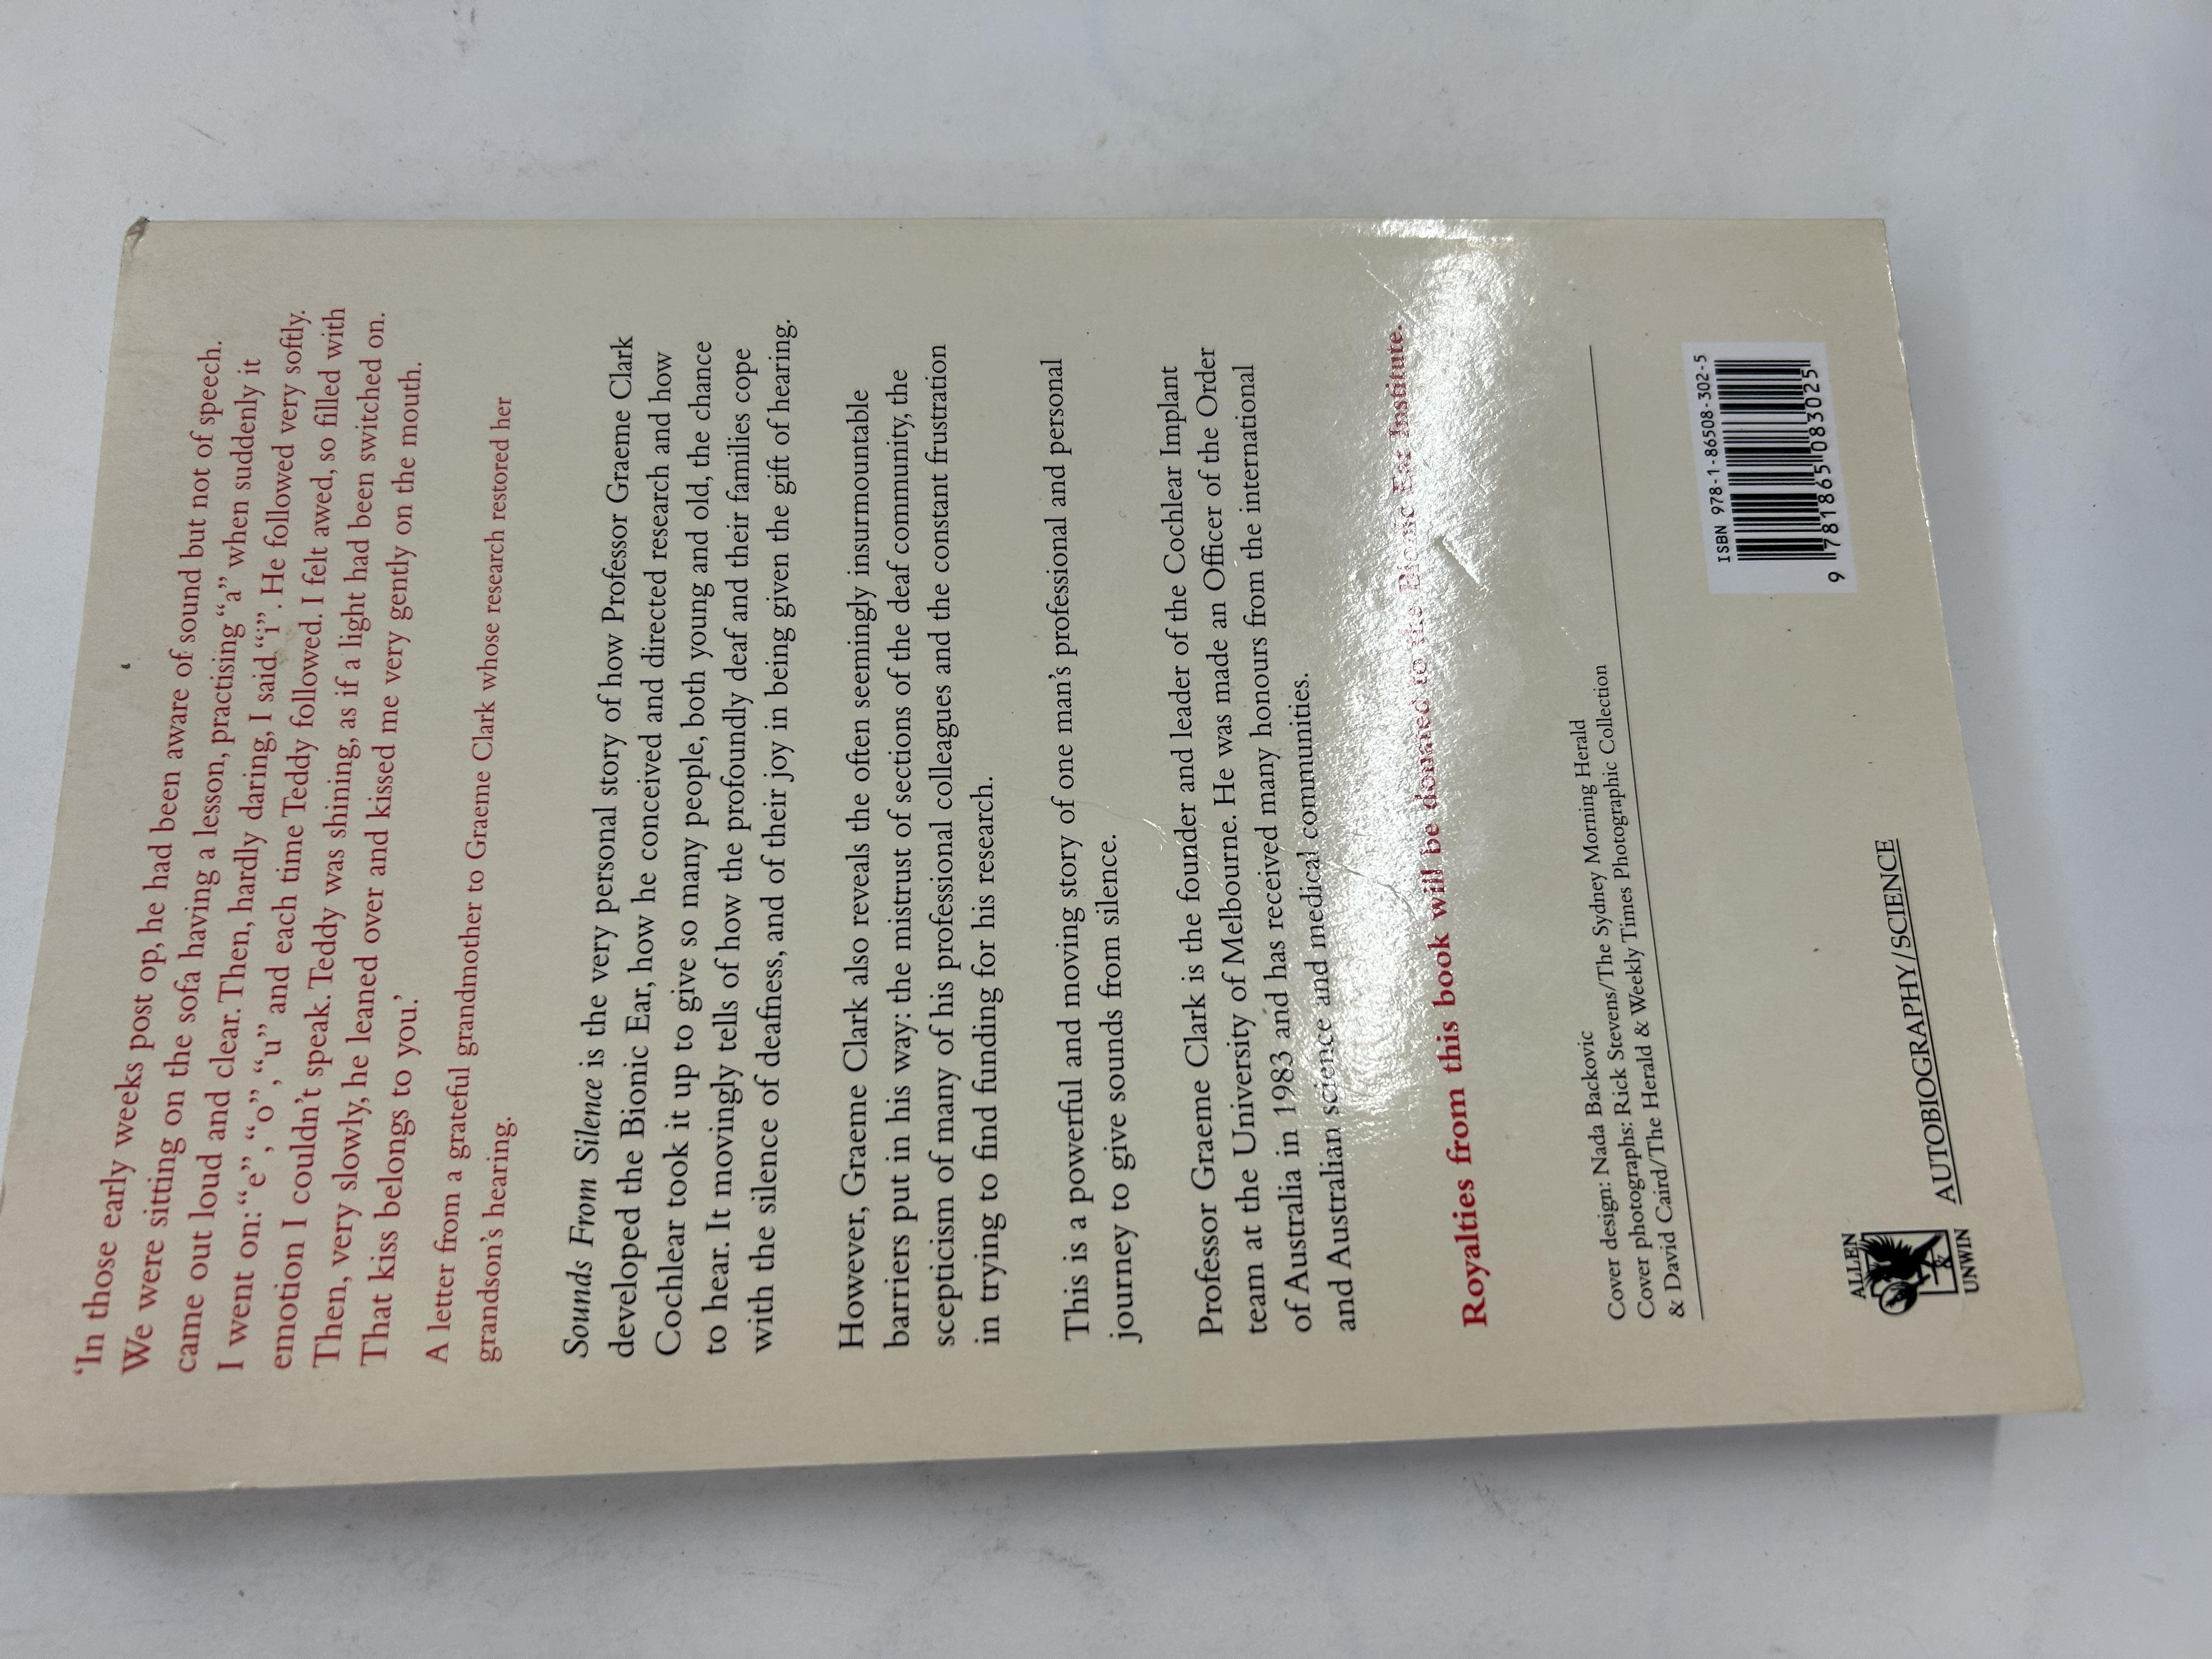 ‘In those early weeks post op, he had been aware of sound but not of speech.
We were sitting on the sofa having a lesson, practising “a” when suddenly it
came out loud and clear. Then, hardly daring, I said “i”. He followed very softly.
I went on: “e”, “o”, “u” and each time Teddy followed. I felt awed, so filled with
emotion I couldn’t speak. Teddy was shining, as if a light had been switched on.
Then, very slowly, he leaned over and kissed me very gently on the mouth.
That kiss belongs to you.’
A letter from a grateful grandmother to Graeme Clark whose research restored her
grandson’s hearing.
Sounds From Silence is the very personal story of how Professor Graeme Clark
developed the Bionic Ear, how he conceived and directed research and how
Cochlear took it up to give so many people, both young and old, the chance
to hear. It movingly tells of how the profoundly deaf and their families cope
with the silence of deafness, and of their joy in being given the gift of hearing.
However, Graeme Clark also reveals the often seemingly insurmountable
barriers put in his way: the mistrust of sections of the deaf community, the
scepticism of many of his professional colleagues and the constant frustration
in trying to find funding for his research.
This is a powerful and moving story of one man’s professional and personal
journey to give sounds from silence.
Professor Graeme Clark is the founder and leader of the Cochlear Implant
team at the University of Melbourne. He was made an Officer of the Order
of Australia in 1983 and has received many honours from the international
and Australian science and medical communities.
Royalties from this book will be donated to the Bionic Ear Institute.
Cover design: Nada Backovic
Cover photographs: Rick Stevens/The Sydney Morning Herald
& David Caird/The Herald & Weekly Times Photographic Collection
ISBN 978-1-86508-302-5
9 781865 083025
ALLEN
&
UNWIN
AUTOBIOGRAPHY/SCIENCE